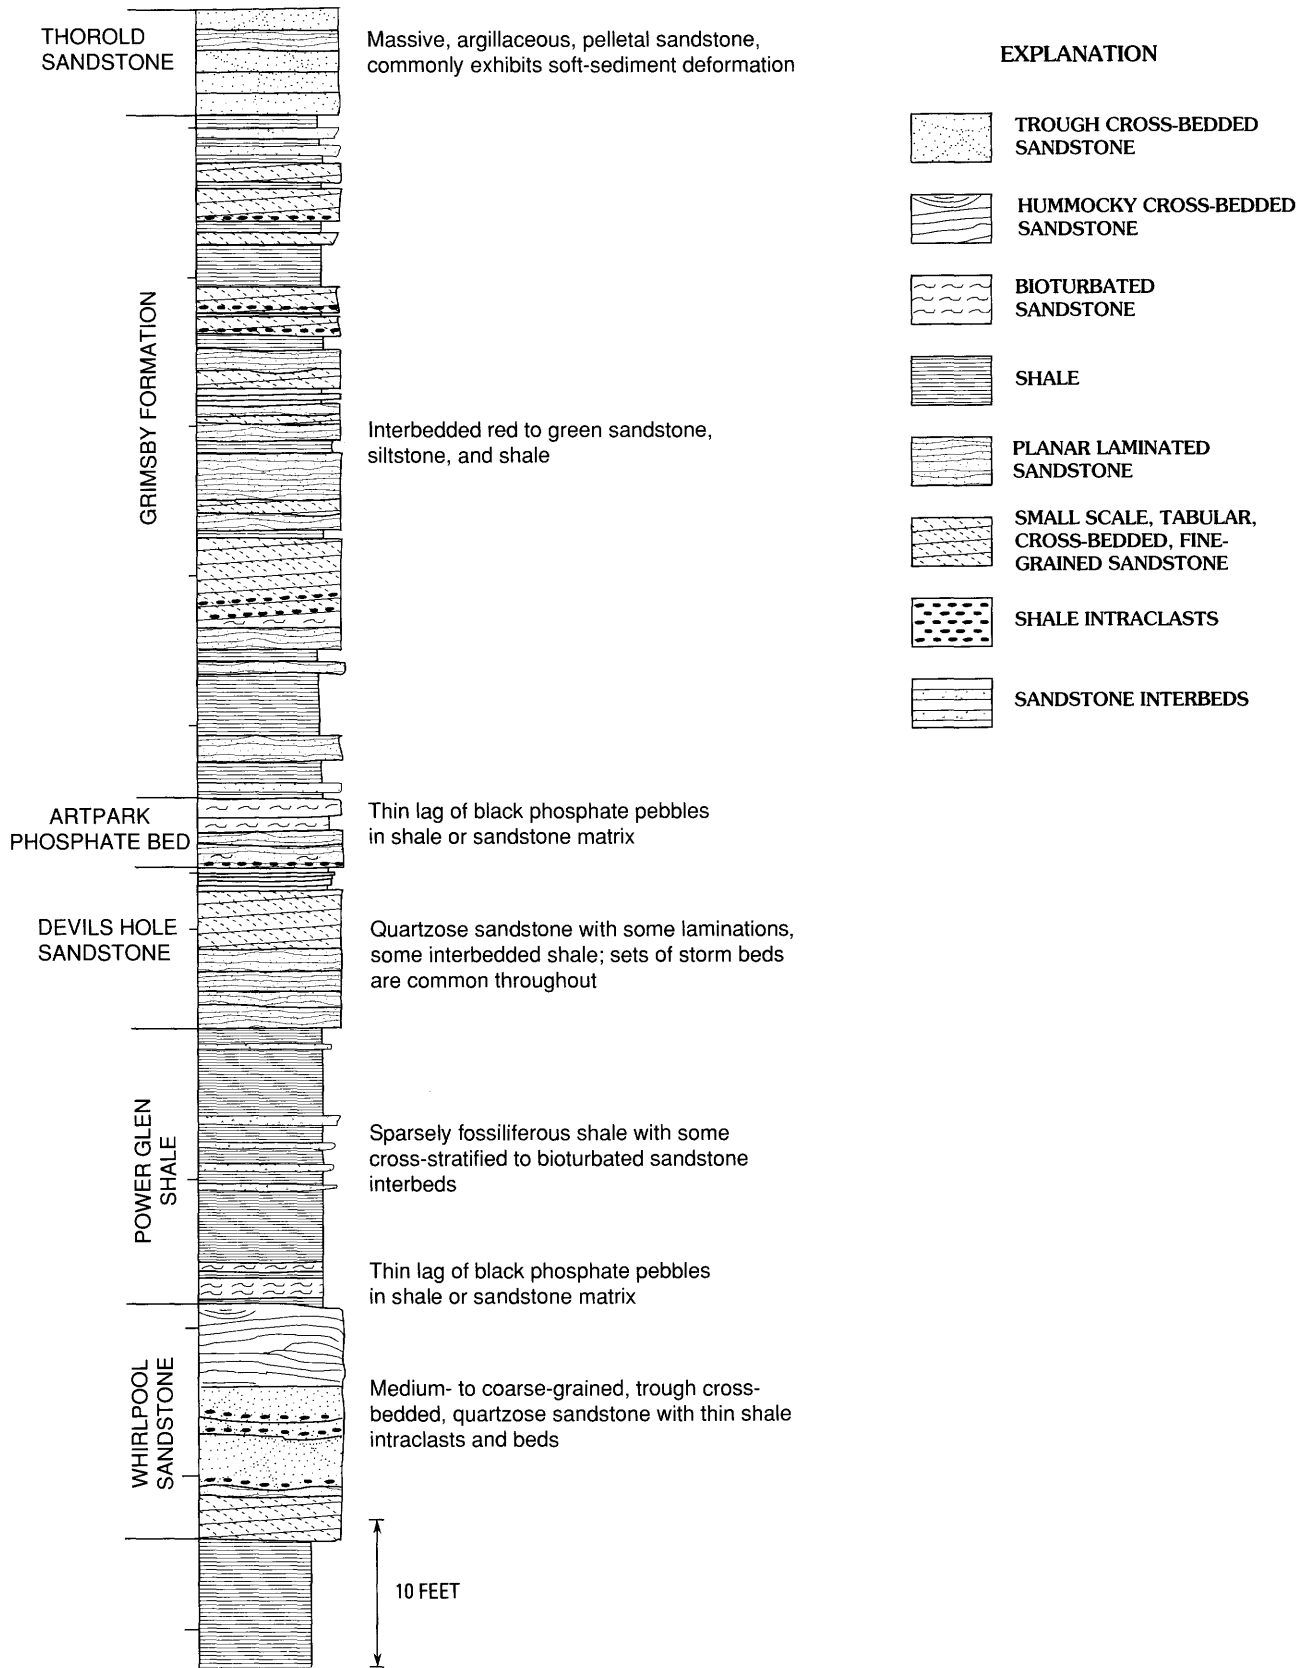 THOROLD
SANDSTONE
Massive, argillaceous, pelletal sandstone,
commonly exhibits soft-sediment deformation
GRIMSBY FORMATION
Interbedded red to green sandstone,
siltstone, and shale
ARTPARK
PHOSPHATE BED
Thin lag of black phosphate pebbles
in shale or sandstone matrix
DEVILS HOLE
SANDSTONE
Quartzose sandstone with some laminations,
some interbedded shale; sets of storm beds
are common throughout
POWER GLEN
SHALE
Sparsely fossiliferous shale with some
cross-stratified to bioturbated sandstone
interbeds
Thin lag of black phosphate pebbles
in shale or sandstone matrix
WHIRLPOOL
SANDSTONE
Medium- to coarse-grained, trough cross-
bedded, quartzose sandstone with thin shale
intraclasts and beds
10 FEET
EXPLANATION
TROUGH CROSS-BEDDED
SANDSTONE
HUMMOCKY CROSS-BEDDED
SANDSTONE
BIOTURBATED
SANDSTONE
SHALE
PLANAR LAMINATED
SANDSTONE
SMALL SCALE, TABULAR,
CROSS-BEDDED, FINE-
GRAINED SANDSTONE
SHALE INTRACLASTS
SANDSTONE INTERBEDS